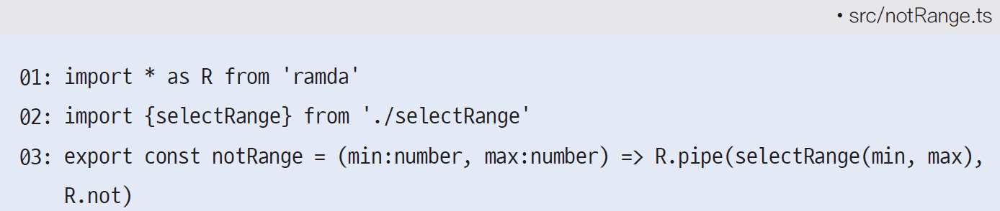 • src/notRange.ts
01: import * as R from 'ramda'
02: import {selectRange} from './selectRange'
03: export const notRange = (min:number, max:number) => R.pipe(selectRange(min, max),
R.not)